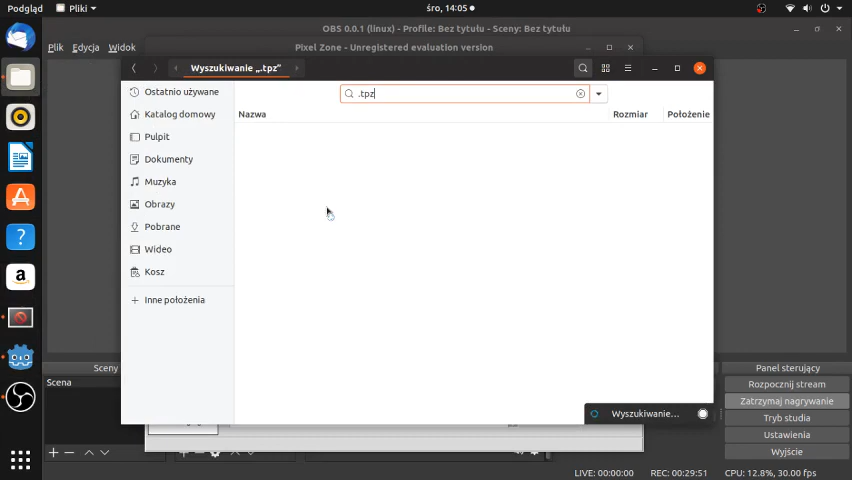 Podgląd
Pliki
śro, 14:05
OBS 0.0.1 (linux) - Profile: Bez tytułu - Sceny: Bez tytułu
Plik Edycja Widok
Pixel Zone - Unregistered evaluation version
Wyszukiwanie „.tpz”
.tpz
Nazwa Rozmiar Położenie
Ostatnio używane
Katalog domowy
Pulpit
Dokumenty
Muzyka
Obrazy
Pobrane
Wideo
Kosz
Inne położenia
Wyszukiwanie...
Sceny
Scena
Panel sterujący
Rozpocznij stream
Zatrzymaj nagrywanie
Tryb studia
Ustawienia
Wyjście
LIVE: 00:00:00 REC: 00:29:51 CPU: 12.8%, 30.00 fps